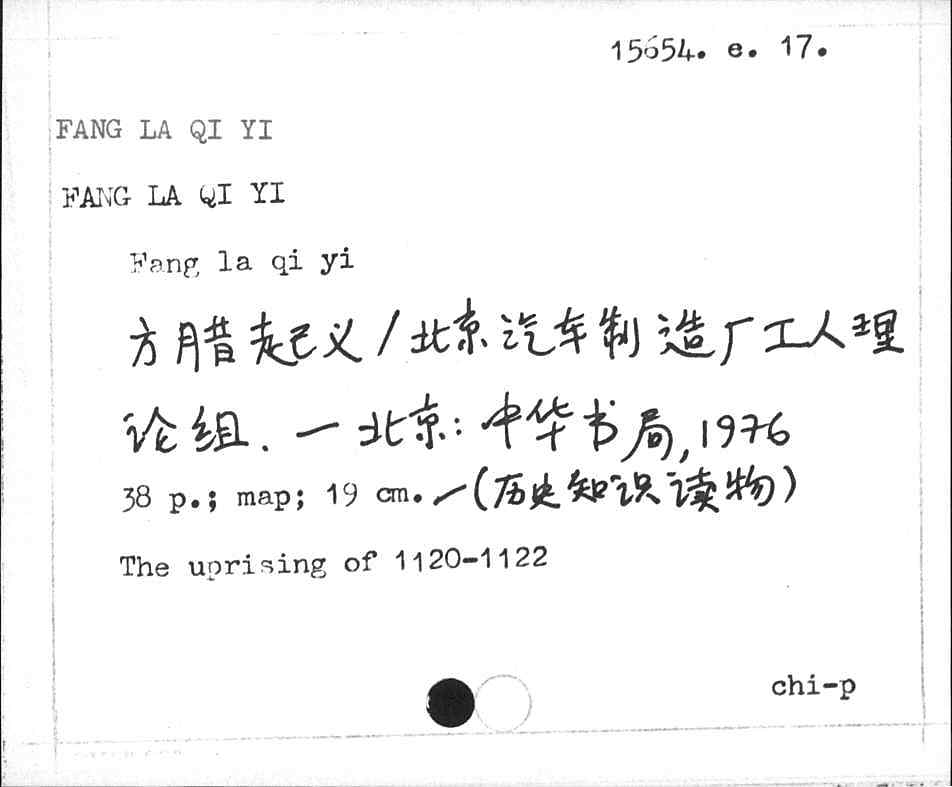 15654. e. 17.
FANG LA QI YI
FANG LA QI YI
Fang la qi yi
方腊起义/北京汽车制造厂工人理
论组. — 北京: 中华书局, 1976
38 p.; map; 19 cm. — (历史知识读物)
The uprising of 1120-1122
chi-p